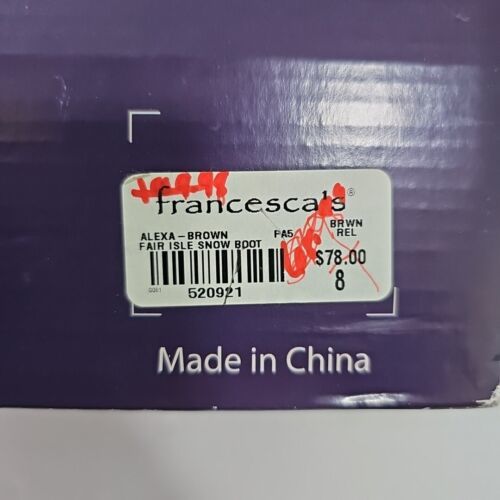 francesca's®
ALEXA-BROWN PA5 BRWN
FAIR ISLE SNOW BOOT REL
$78.00
520921 8
Made in China